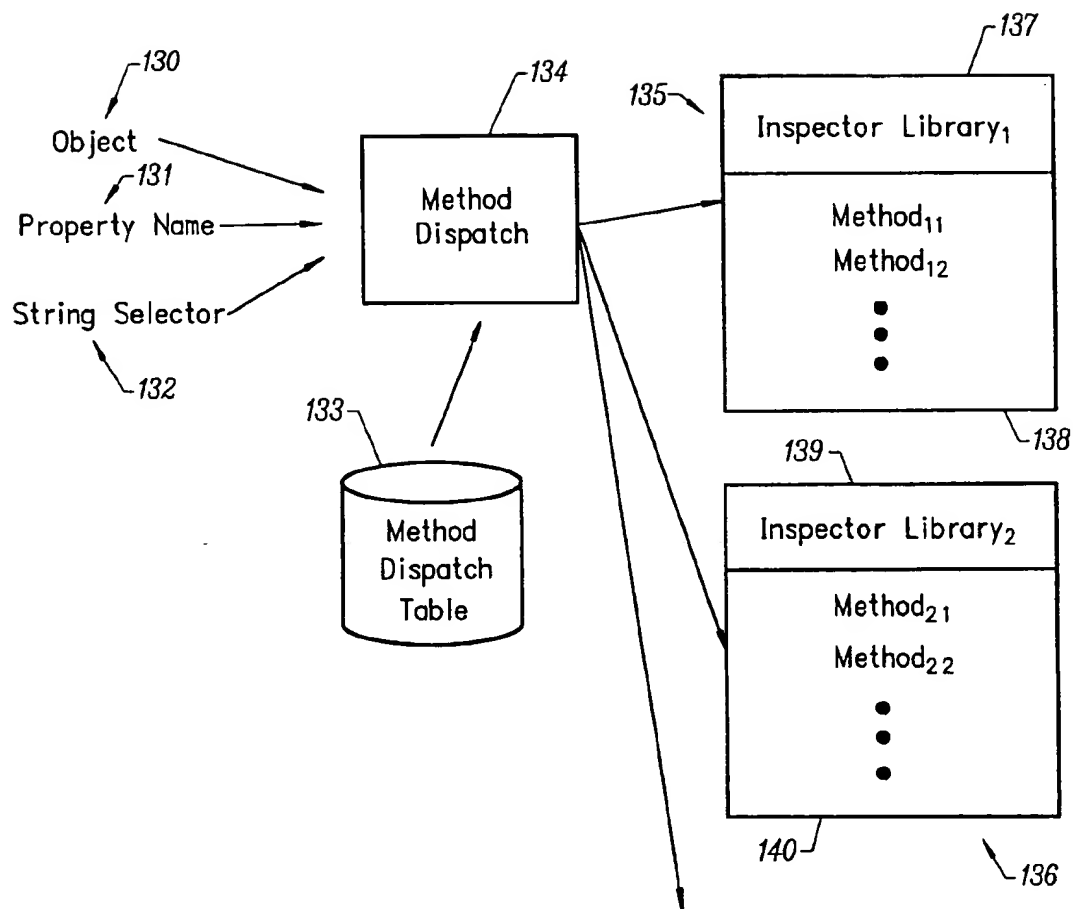 130
Object
131
Property Name
String Selector
132
134
Method
Dispatch
133
Method
Dispatch
Table
135
137
Inspector Library₁
Method₁₁
Method₁₂
138
139
Inspector Library₂
Method₂₁
Method₂₂
140
136